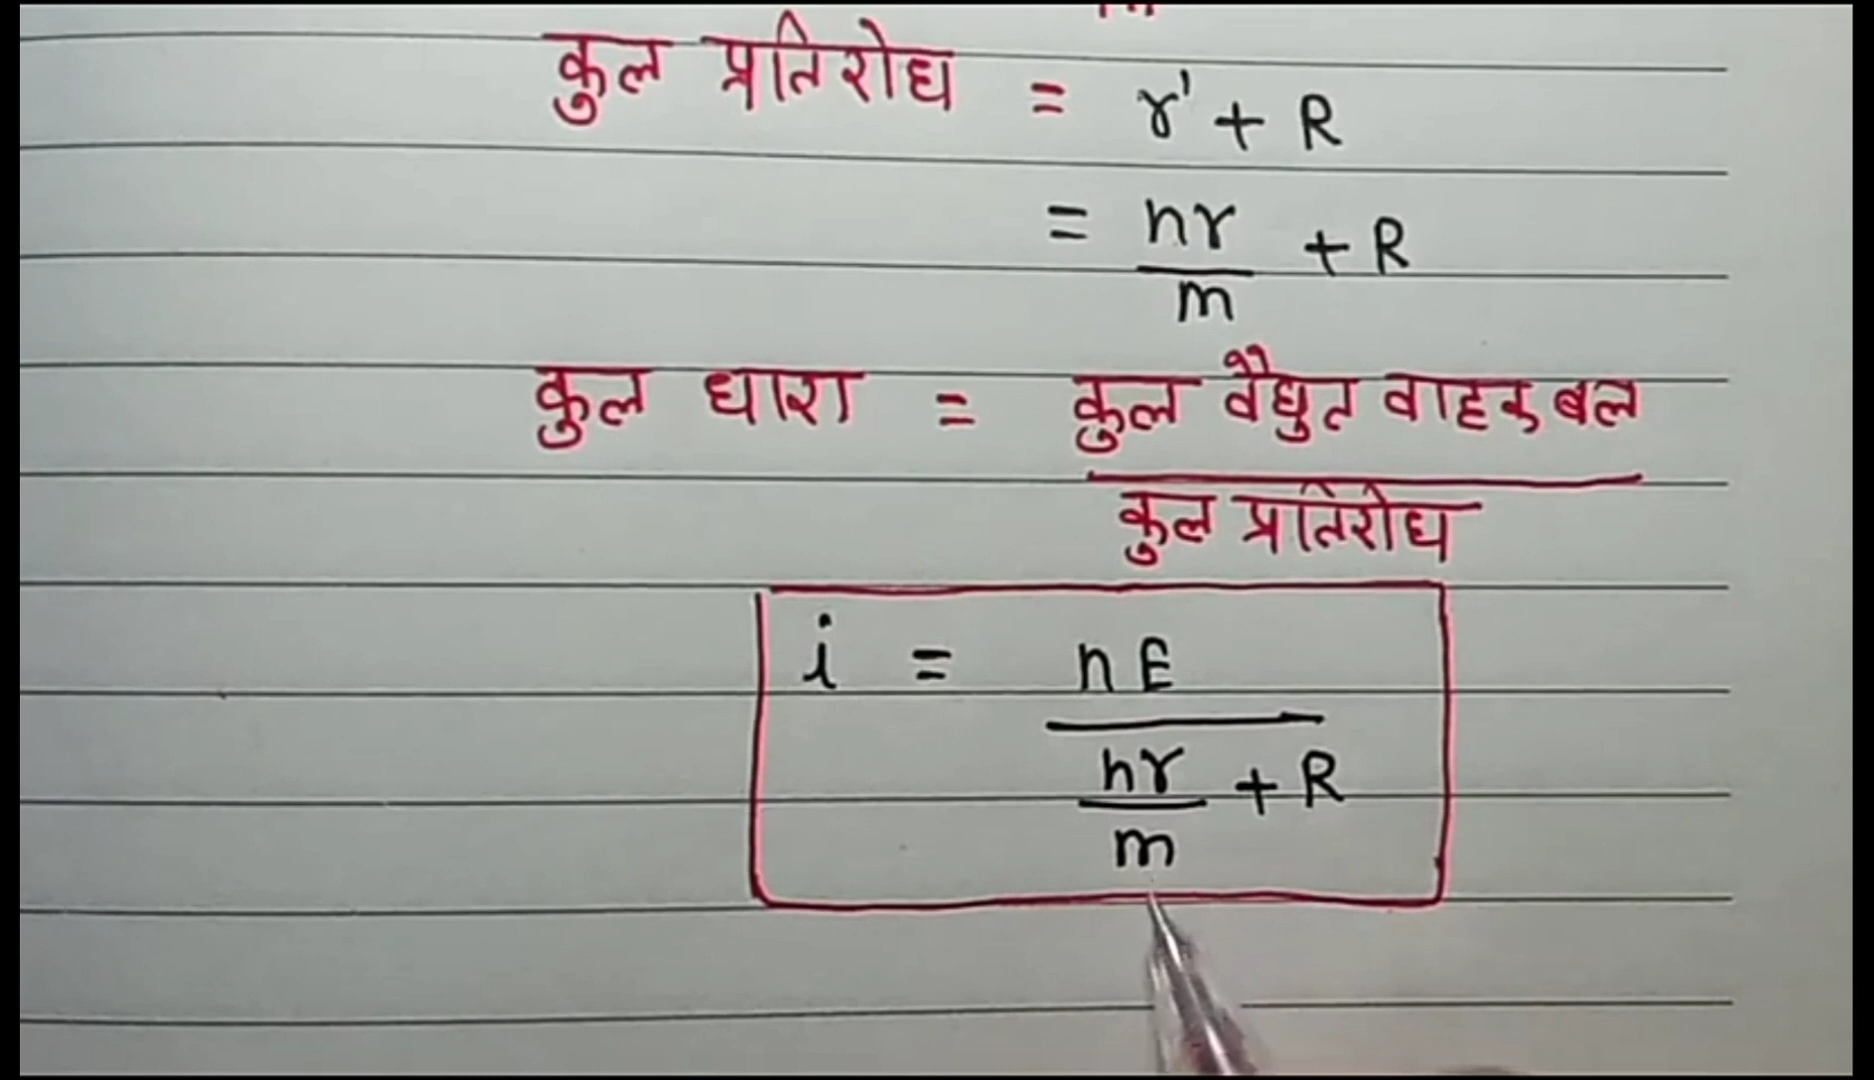 कुल प्रतिरोध = r' + R
= nr/m + R
कुल धारा = कुल वैधुत वाहक बल
कुल प्रतिरोध
i = nE
nr/m + R